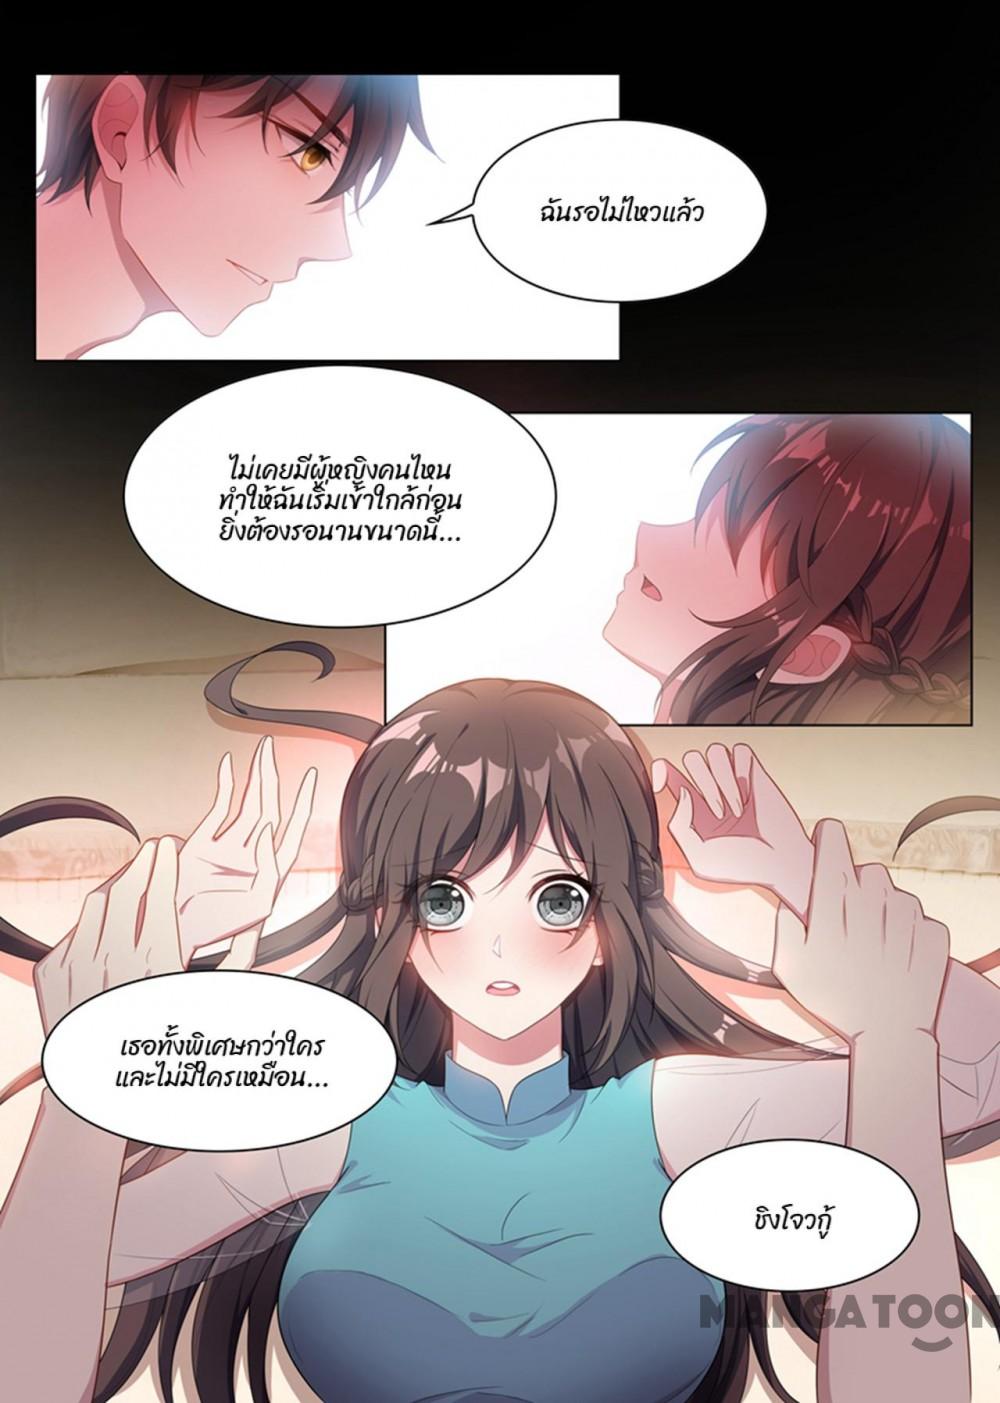 ฉันรอไม่ไหวแล้ว
ไม่เคยมีผู้หญิงคนไหน
ทำให้ฉันเริ่มเข้าใกล้ก่อน
ยิ่งต้องรอนานขนาดนี้...
เธอทั้งพิเศษกว่าใคร
และไม่มีใครเหมือน...
ชิงโจวกู้
MANGATOON